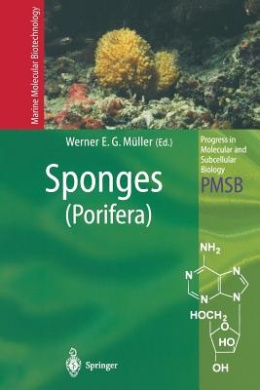 Marine Molecular Biotechnology
Werner E. G. Müller (Ed.)
Sponges
(Porifera)
Progress in
Molecular and
Subcellular
Biology
PMSB
NH2
N
N
N
N
HOCH2
O
HO
OH
Springer